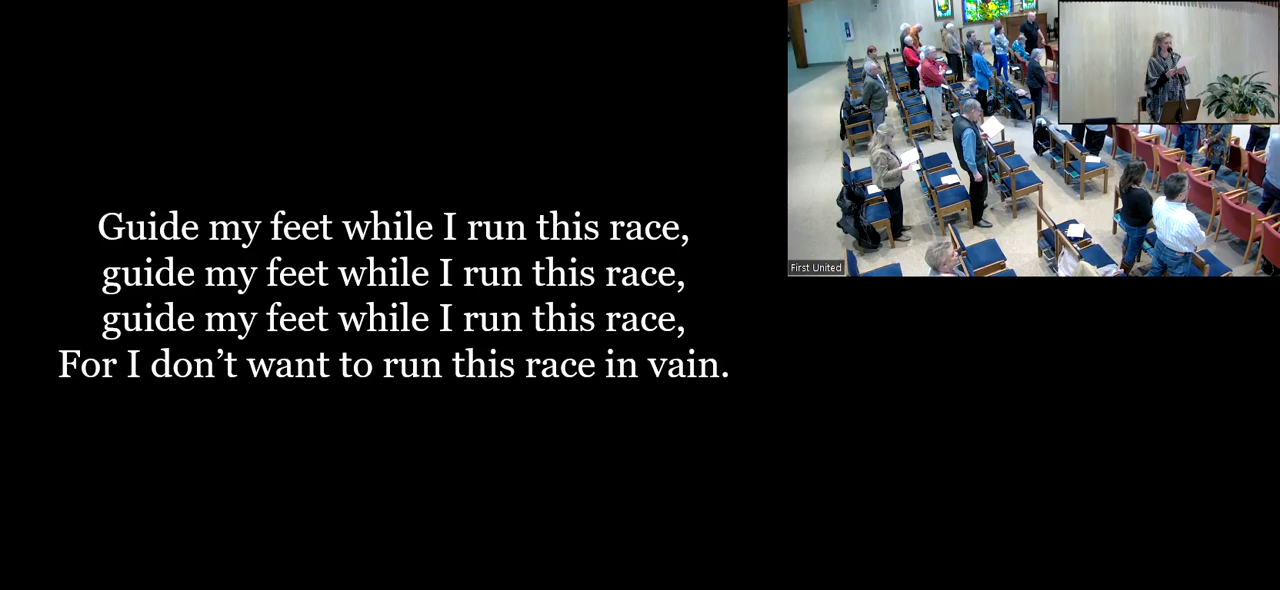 Guide my feet while I run this race,
guide my feet while I run this race,
guide my feet while I run this race,
For I don’t want to run this race in vain.
First United